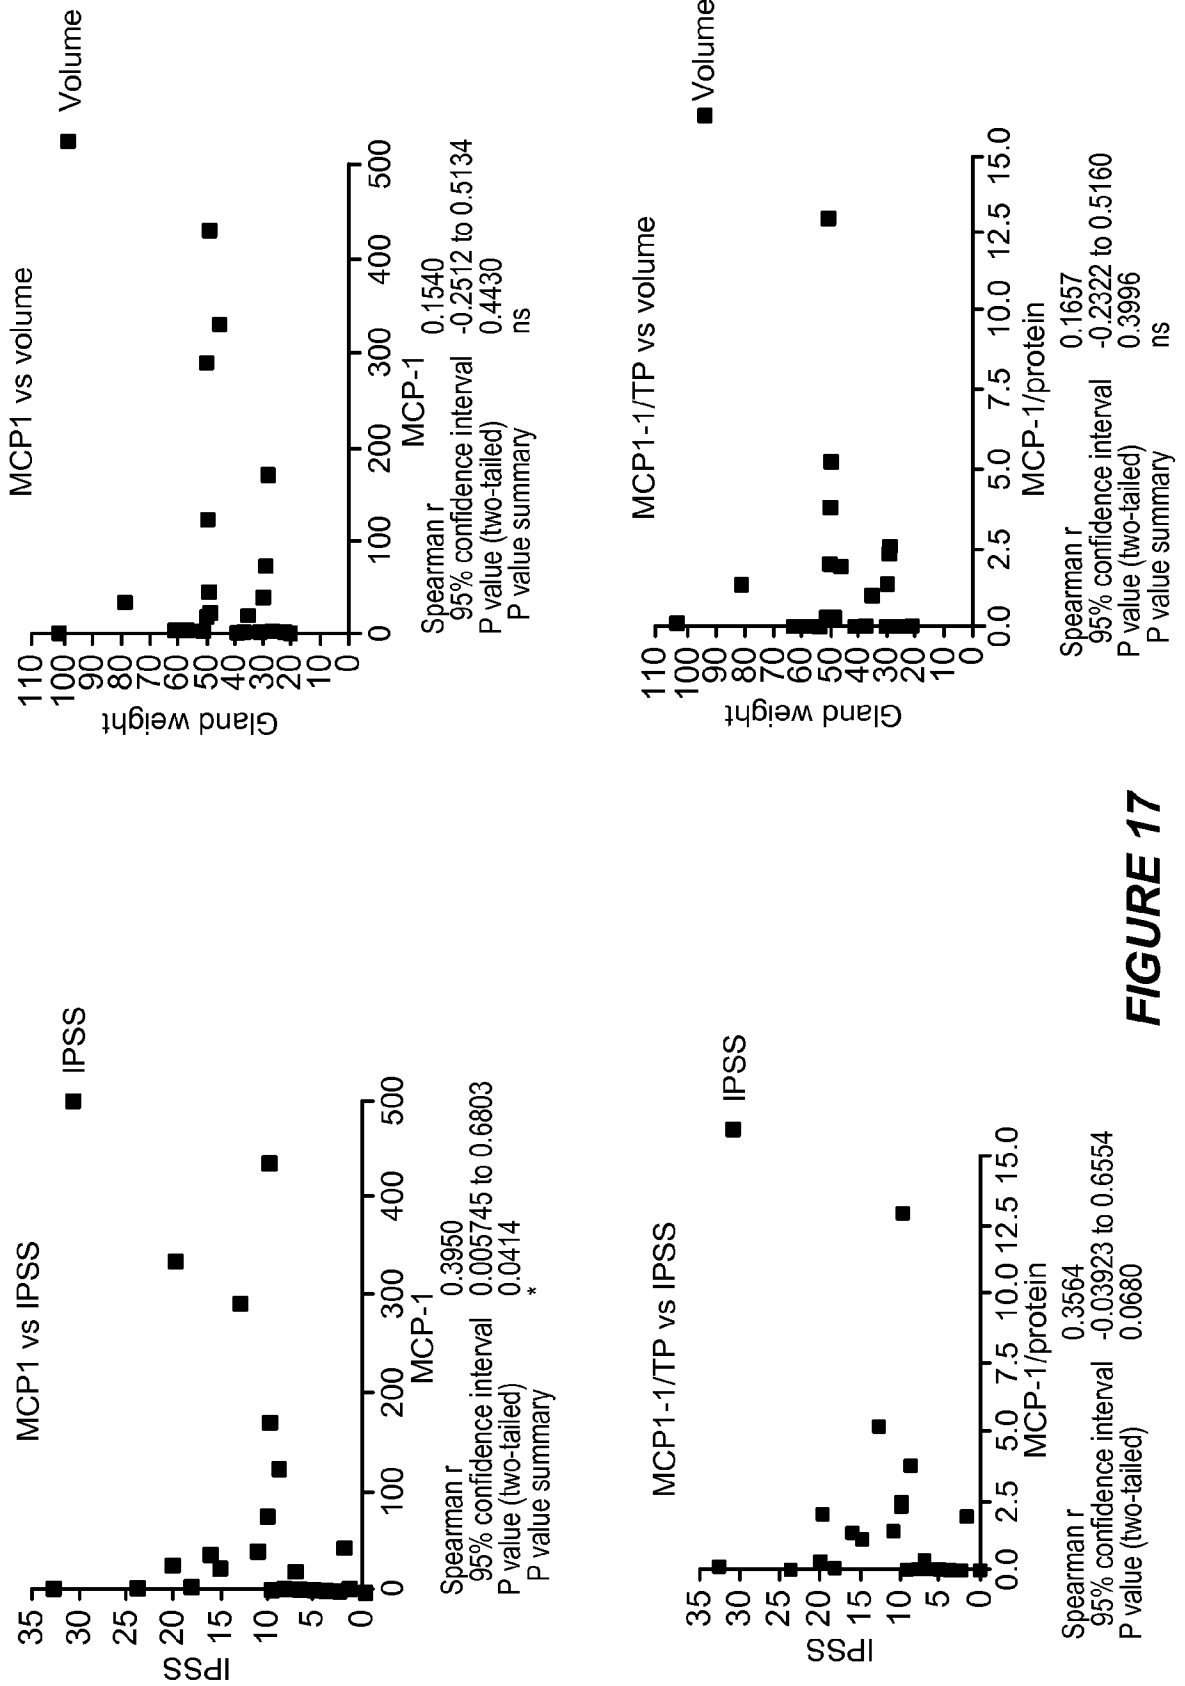 MCP1 vs IPSS
35
30
25
20
15
10
5
0
IPSS
0
100
200
300
400
500
MCP-1
IPSS
Spearman r 0.3950
95% confidence interval 0.005745 to 0.6803
P value (two-tailed) 0.0414
P value summary *
MCP1 vs volume
110
100
90
80
70
60
50
40
30
20
10
0
Gland weight
0
100
200
300
400
500
MCP-1
Volume
Spearman r 0.1540
95% confidence interval -0.2512 to 0.5134
P value (two-tailed) 0.4430
P value summary ns
MCP1-1/TP vs IPSS
35
30
25
20
15
10
5
0
IPSS
0.0
2.5
5.0
7.5
10.0
12.5
15.0
MCP-1/protein
IPSS
Spearman r 0.3564
95% confidence interval -0.03923 to 0.6554
P value (two-tailed) 0.0680
MCP1-1/TP vs volume
110
100
90
80
70
60
50
40
30
20
10
0
Gland weight
0.0
2.5
5.0
7.5
10.0
12.5
15.0
MCP-1/protein
Volume
Spearman r 0.1657
95% confidence interval -0.2322 to 0.5160
P value (two-tailed) 0.3996
P value summary ns
FIGURE 17